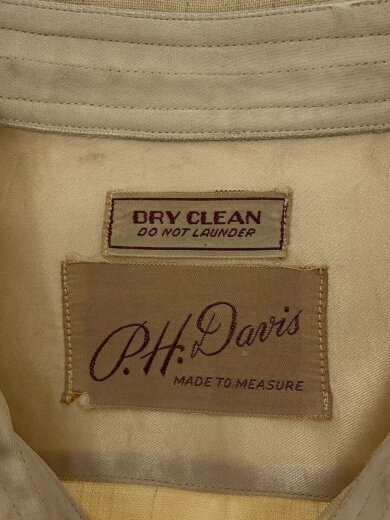 DRY CLEAN
DO NOT LAUNDER
P.H. Davis
MADE TO MEASURE